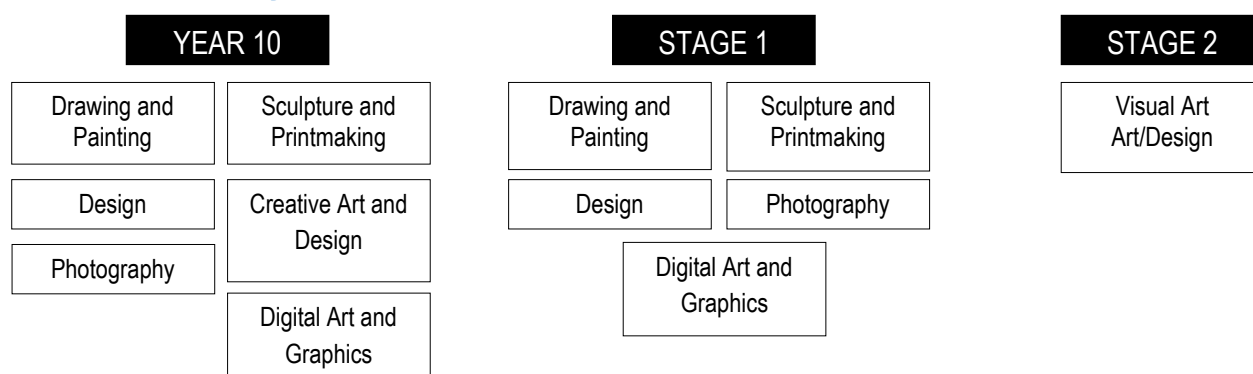 YEAR 10
Drawing and
Painting
Sculpture and
Printmaking
Design
Creative Art and
Design
Photography
Digital Art and
Graphics
STAGE 1
Drawing and
Painting
Sculpture and
Printmaking
Design
Photography
Digital Art and
Graphics
STAGE 2
Visual Art
Art/Design